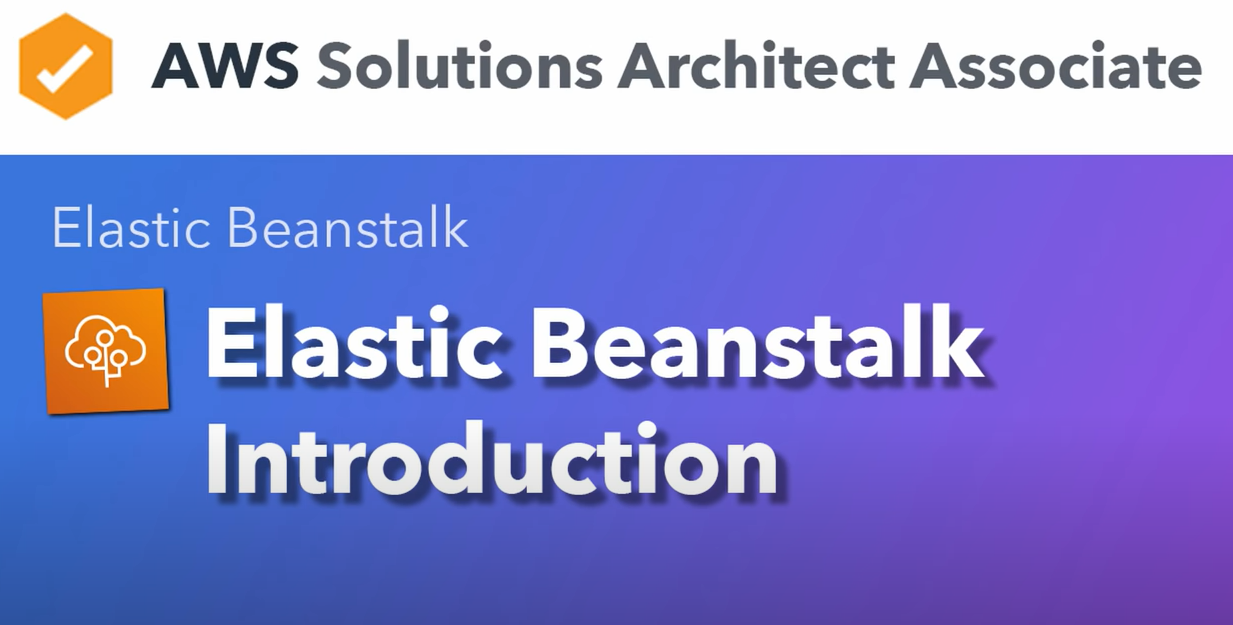 AWS Solutions Architect Associate
Elastic Beanstalk
Elastic Beanstalk
Introduction